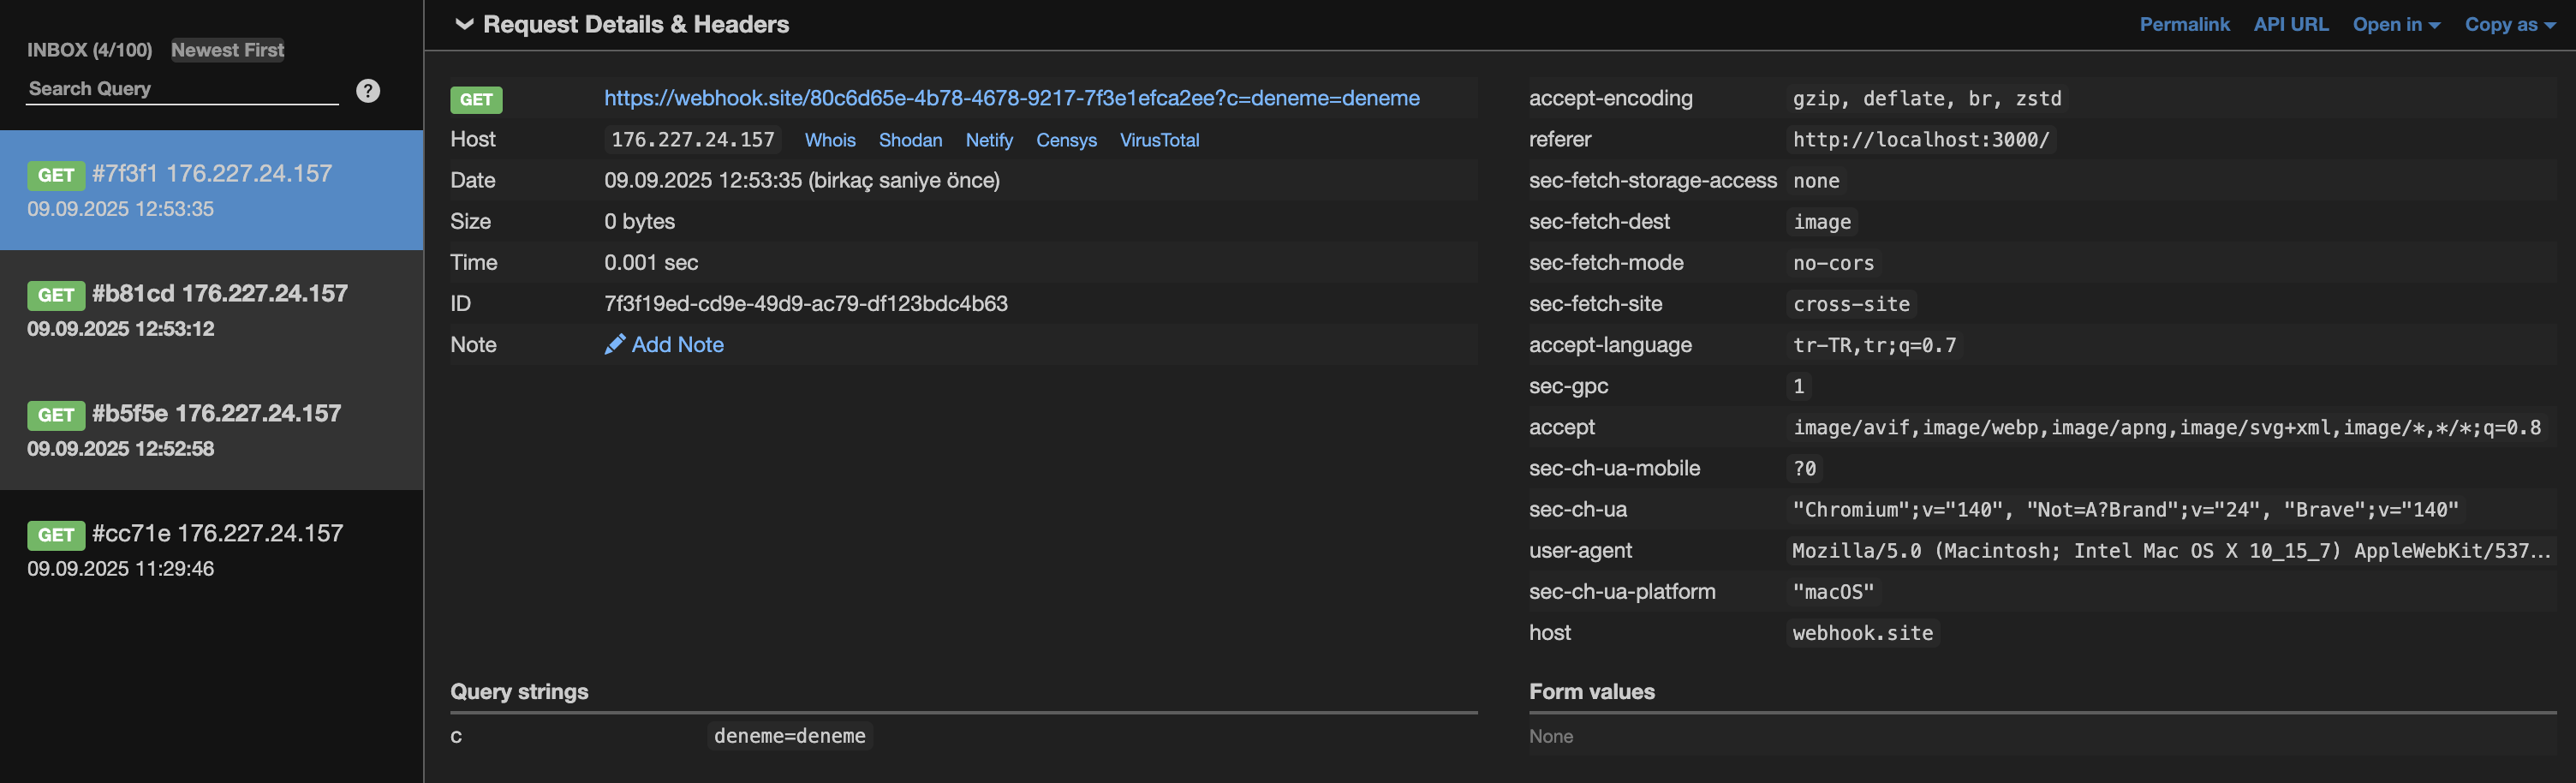 INBOX (4/100) Newest First
Search Query
?
GET #7f3f1 176.227.24.157
09.09.2025 12:53:35
GET #b81cd 176.227.24.157
09.09.2025 12:53:12
GET #b5f5e 176.227.24.157
09.09.2025 12:52:58
GET #cc71e 176.227.24.157
09.09.2025 11:29:46
Request Details & Headers
Permalink API URL Open in Copy as
GET https://webhook.site/80c6d65e-4b78-4678-9217-7f3e1efca2ee?c=deneme=deneme
Host 176.227.24.157 Whois Shodan Netify Censys VirusTotal
Date 09.09.2025 12:53:35 (birkaç saniye önce)
Size 0 bytes
Time 0.001 sec
ID 7f3f19ed-cd9e-49d9-ac79-df123bdc4b63
Note Add Note
accept-encoding gzip, deflate, br, zstd
referer http://localhost:3000/
sec-fetch-storage-access none
sec-fetch-dest image
sec-fetch-mode no-cors
sec-fetch-site cross-site
accept-language tr-TR,tr;q=0.7
sec-gpc 1
accept image/avif,image/webp,image/apng,image/svg+xml,image/*,*/*;q=0.8
sec-ch-ua-mobile ?0
sec-ch-ua "Chromium";v="140", "Not=A?Brand";v="24", "Brave";v="140"
user-agent Mozilla/5.0 (Macintosh; Intel Mac OS X 10_15_7) AppleWebKit/537...
sec-ch-ua-platform "macOS"
host webhook.site
Query strings
c deneme=deneme
Form values
None